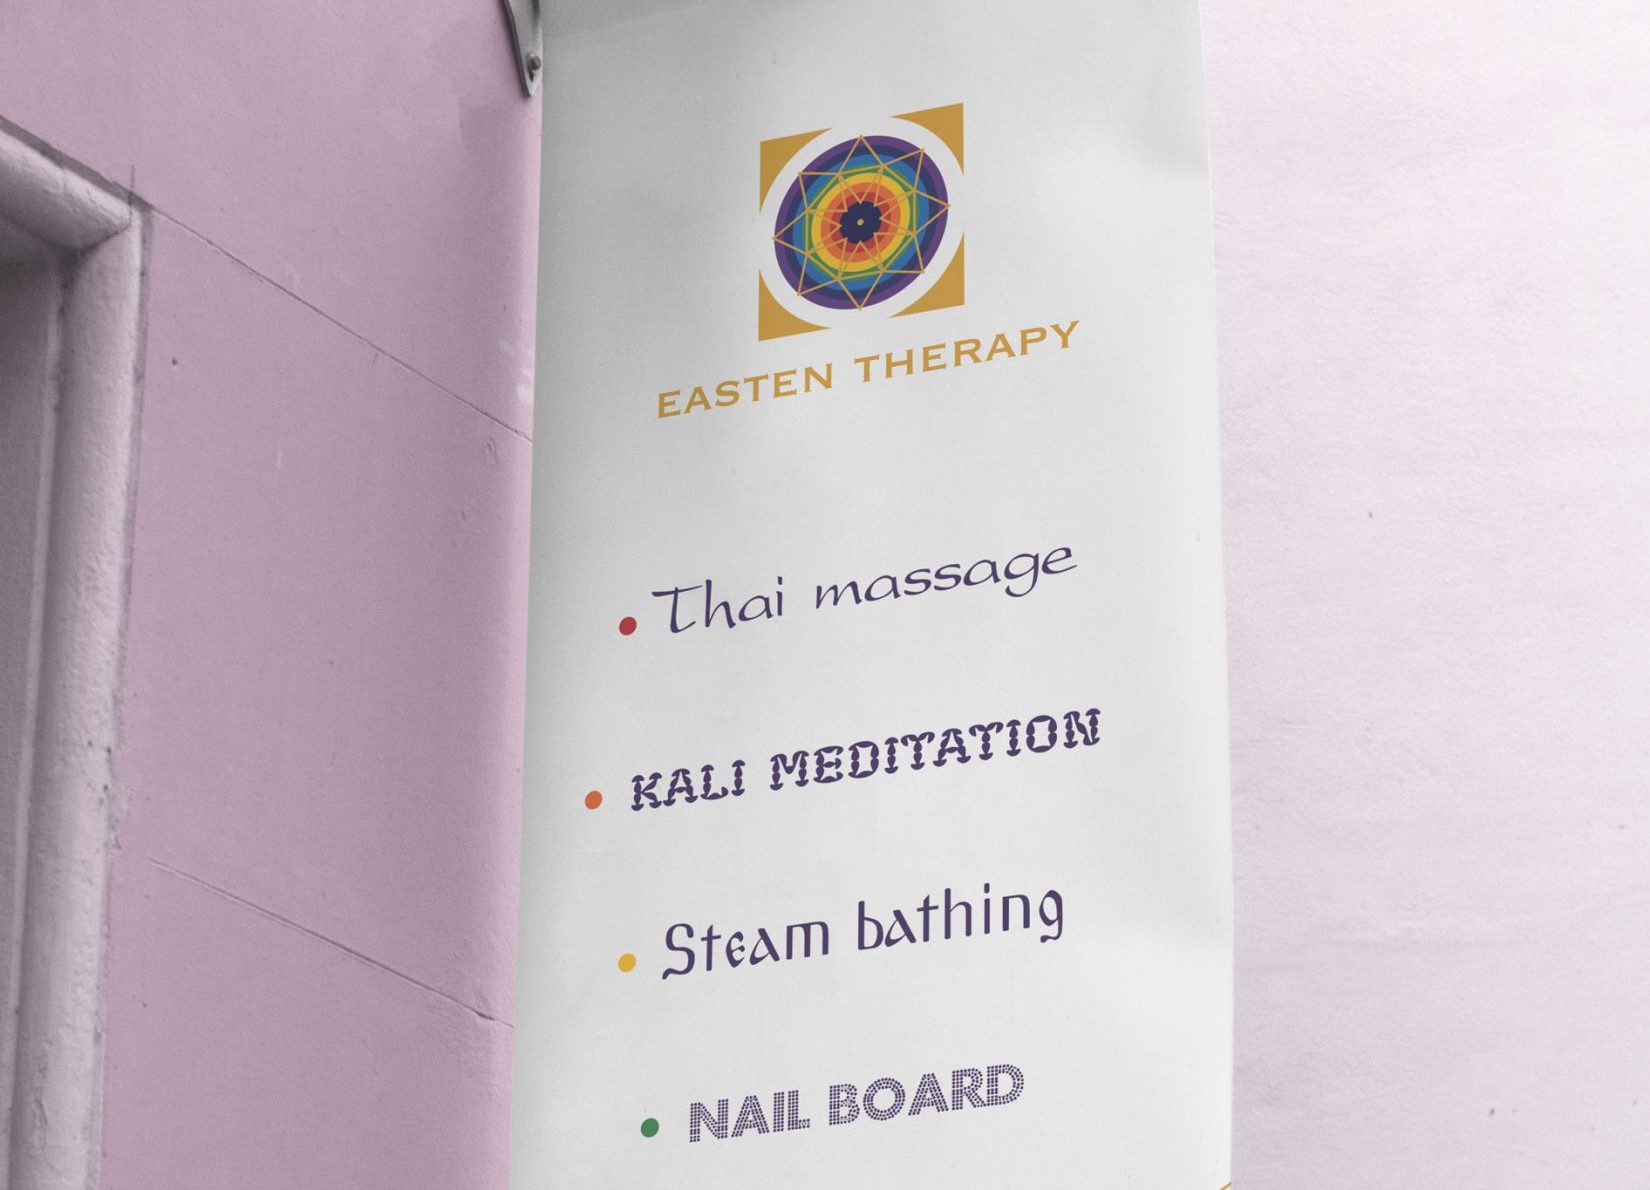 EASTEN THERAPY
Thai massage
KALI MEDITATION
Steam bathing
NAIL BOARD